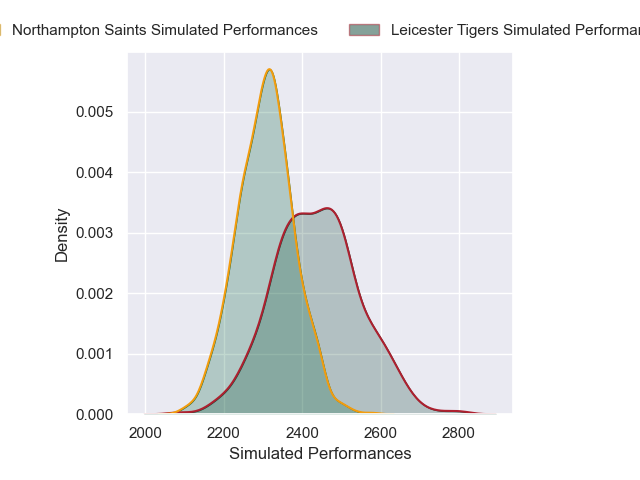 Northampton Saints Simulated Performances
Leicester Tigers Simulated
0.005
0.004
0.003
0.002
0.001
0.000
Density
2000 2200 2400 2600 2800
Simulated Performances